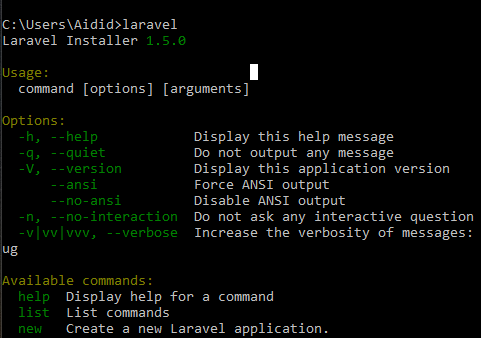 C:\Users\Aidid>laravel
Laravel Installer 1.5.0
Usage:
  command [options] [arguments]
Options:
  -h, --help            Display this help message
  -q, --quiet           Do not output any message
  -V, --version         Display this application version
      --ansi            Force ANSI output
      --no-ansi         Disable ANSI output
  -n, --no-interaction  Do not ask any interactive question
  -v|vv|vvv, --verbose  Increase the verbosity of messages:
ug
Available commands:
  help  Display help for a command
  list  List commands
  new   Create a new Laravel application.